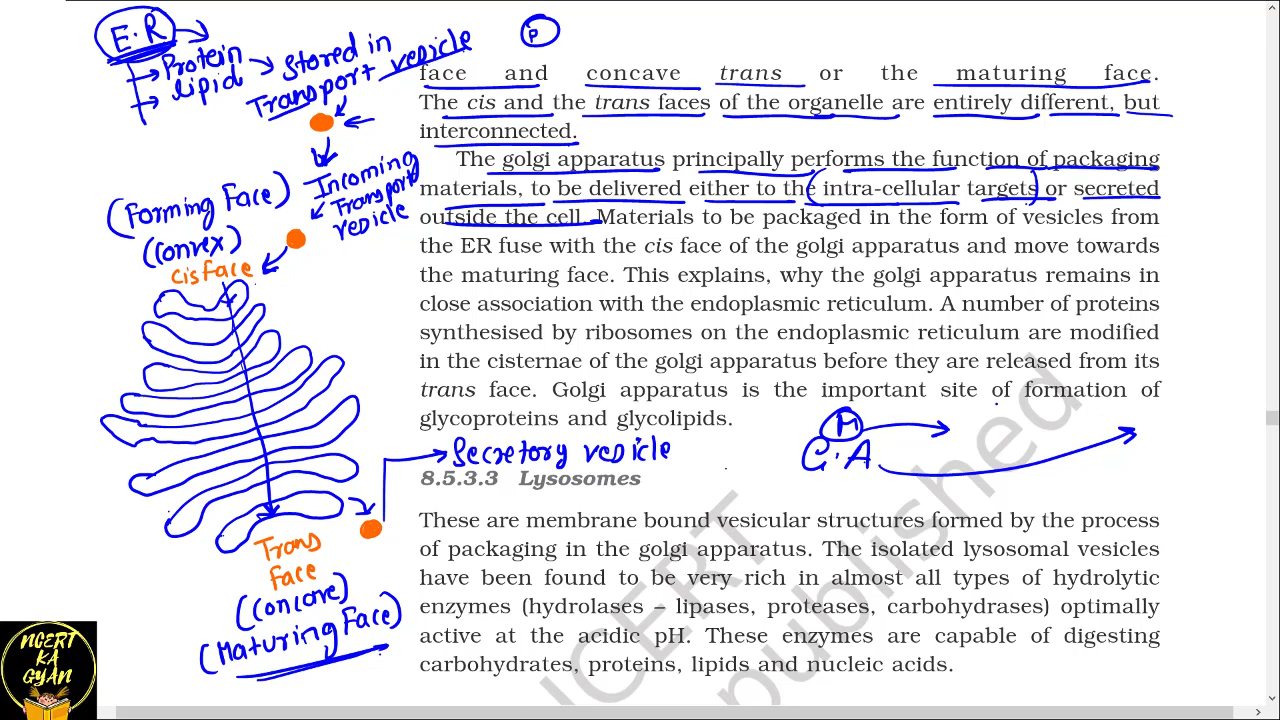 E.R
Protein
lipid
stored in
Transport vesicle
P
face and concave trans or the maturing face.
The cis and the trans faces of the organelle are entirely different, but
interconnected.
The golgi apparatus principally performs the function of packaging
materials, to be delivered either to the intra-cellular targets or secreted
outside the cell. Materials to be packaged in the form of vesicles from
the ER fuse with the cis face of the golgi apparatus and move towards
the maturing face. This explains, why the golgi apparatus remains in
close association with the endoplasmic reticulum. A number of proteins
synthesised by ribosomes on the endoplasmic reticulum are modified
in the cisternae of the golgi apparatus before they are released from its
trans face. Golgi apparatus is the important site of formation of
glycoproteins and glycolipids.
Incoming
Transport
vesicle
(Forming Face)
(convex)
cis face
M
G.A
Secretory vesicle
Trans
face
(concave)
(Maturing Face)
8.5.3.3 Lysosomes
These are membrane bound vesicular structures formed by the process
of packaging in the golgi apparatus. The isolated lysosomal vesicles
have been found to be very rich in almost all types of hydrolytic
enzymes (hydrolases – lipases, proteases, carbohydrases) optimally
active at the acidic pH. These enzymes are capable of digesting
carbohydrates, proteins, lipids and nucleic acids.
NCERT
published
NCERT
KA
GYAN